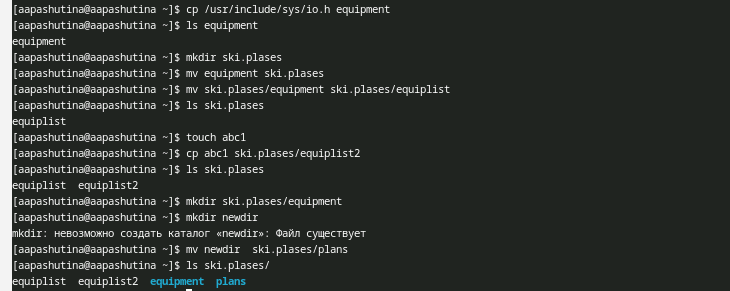 [aapashutina@aapashutina ~]$ cp /usr/include/sys/io.h equipment
[aapashutina@aapashutina ~]$ ls equipment
equipment
[aapashutina@aapashutina ~]$ mkdir ski.plases
[aapashutina@aapashutina ~]$ mv equipment ski.plases
[aapashutina@aapashutina ~]$ mv ski.plases/equipment ski.plases/equiplist
[aapashutina@aapashutina ~]$ ls ski.plases
equiplist
[aapashutina@aapashutina ~]$ touch abc1
[aapashutina@aapashutina ~]$ cp abc1 ski.plases/equiplist2
[aapashutina@aapashutina ~]$ ls ski.plases
equiplist  equiplist2
[aapashutina@aapashutina ~]$ mkdir ski.plases/equipment
[aapashutina@aapashutina ~]$ mkdir newdir
mkdir: невозможно создать каталог «newdir»: Файл существует
[aapashutina@aapashutina ~]$ mv newdir  ski.plases/plans
[aapashutina@aapashutina ~]$ ls ski.plases/
equiplist  equiplist2  equipment  plans